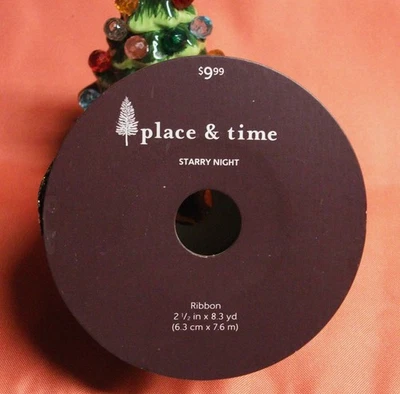 $9.99
place & time
STARRY NIGHT
Ribbon
2 1/2 in x 8.3 yd
(6.3 cm x 7.6 m)